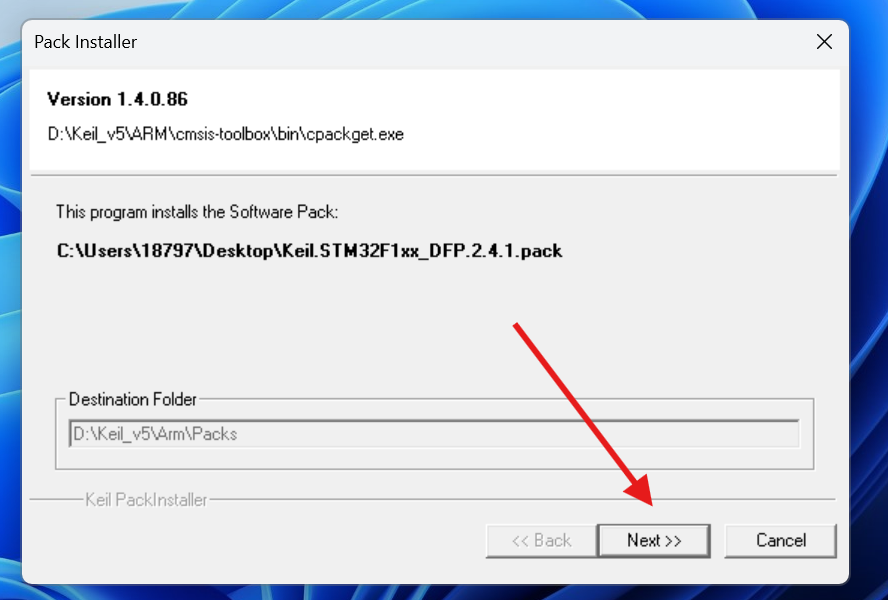 Pack Installer
Version 1.4.0.86
D:\Keil_v5\ARM\cmsis-toolbox\bin\cpackget.exe
This program installs the Software Pack:
C:\Users\18797\Desktop\Keil.STM32F1xx_DFP.2.4.1.pack
Destination Folder
D:\Keil_v5\Arm\Packs
Keil PackInstaller
<< Back Next >> Cancel